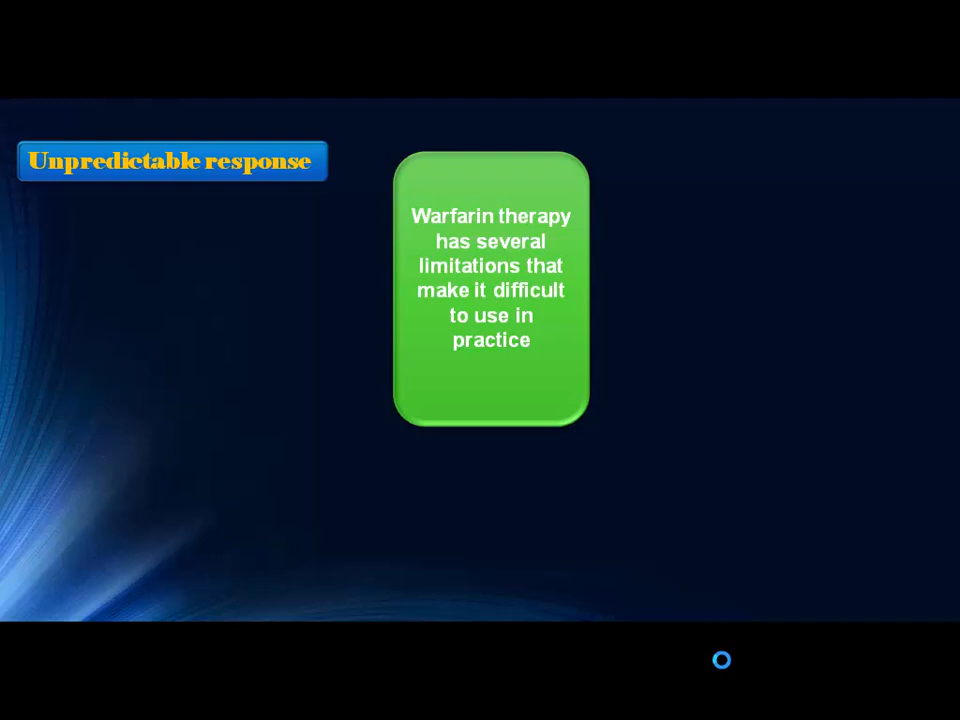 Unpredictable response
Warfarin therapy
has several
limitations that
make it difficult
to use in
practice